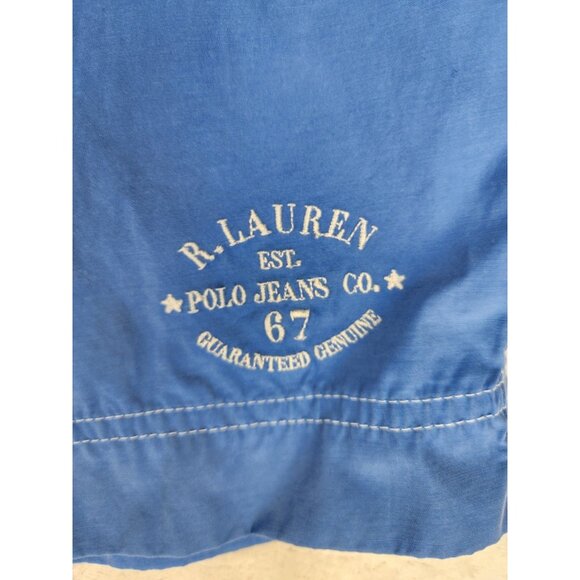 R. LAUREN
EST.
★ POLO JEANS CO. ★
67
GUARANTEED GENUINE